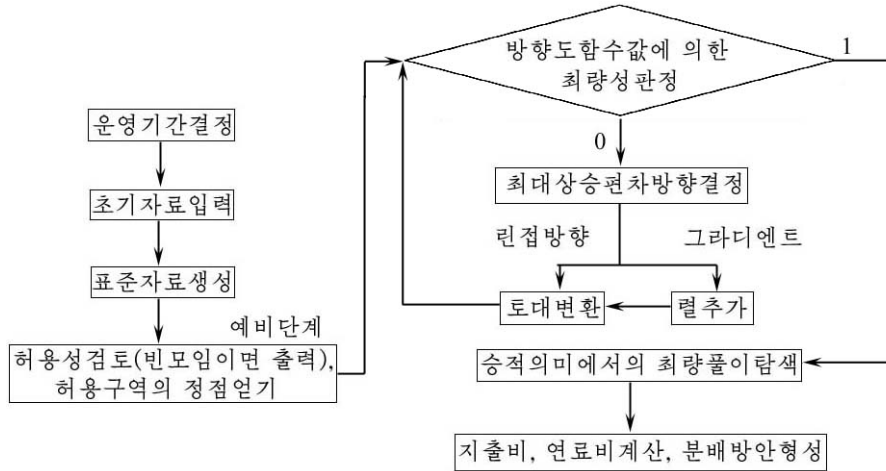 운영기간결정
초기자료입력
표준자료생성
예비단계
허용성검토(빈모임이면 출력),
허용구역의 정점얻기
방향도함수값에 의한
최량성판정
1
0
최대상승편차방향결정
린접방향
그라디엔트
토대변환
렬추가
승적의미에서의 최량풀이탐색
지출비, 연료비계산, 분배방안형성